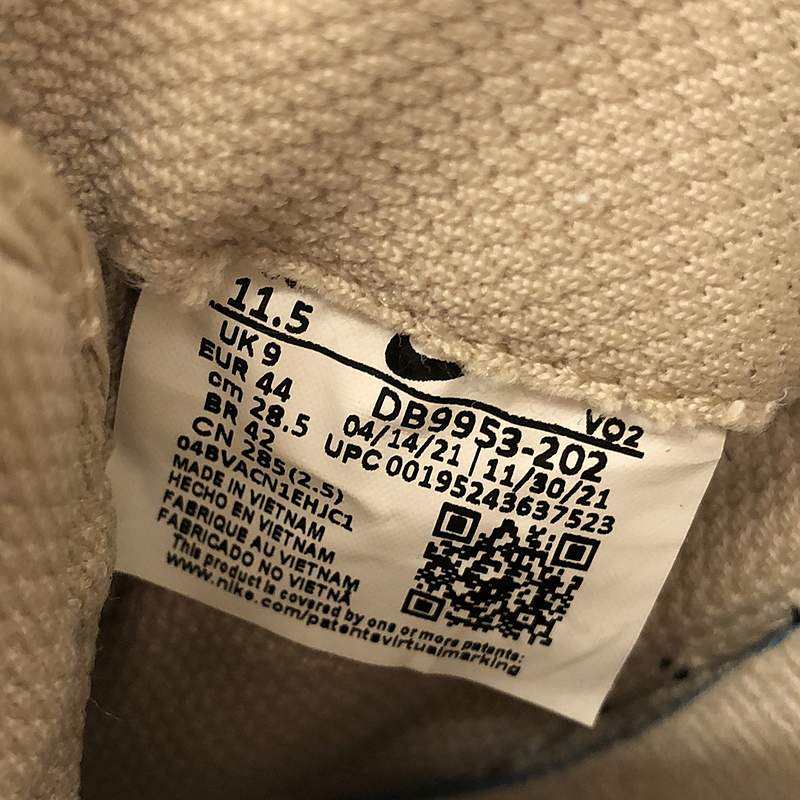 11.5
UK 9
EUR 44
cm 28.5
BR 42
CN 285(2.5)
04BVACN1EHJC1
MADE IN VIETNAM
HECHO EN VIETNAM
FABRIQUE AU VIETNAM
FABRICADO NO VIETNÃ
This product is covered by one or more patents:
www.nike.com/patentsvirtualmarking
VO2
DB9953-202
04/14/21 | 11/30/21
UPC 00195243637523